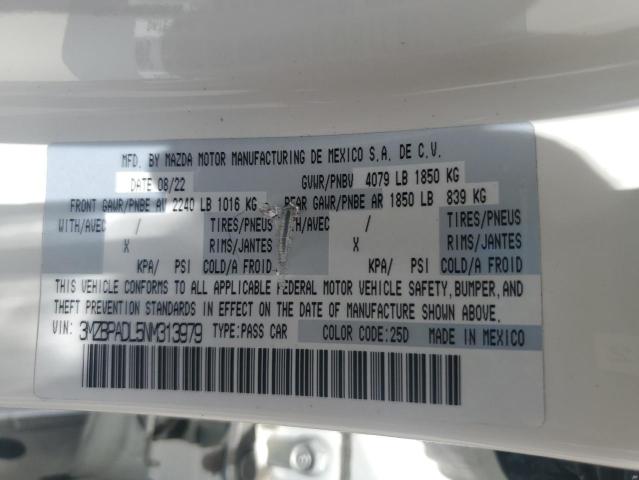 MFD. BY MAZDA MOTOR MANUFACTURING DE MEXICO S.A. DE C.V.
DATE 08/22 GVWR/PNBV 4079 LB 1850 KG
FRONT GAWR/PNBE AV 2240 LB 1016 KG REAR GAWR/PNBE AR 1850 LB 839 KG
WITH/AVEC / TIRES/PNEUS WITH/AVEC / TIRES/PNEUS
X RIMS/JANTES X RIMS/JANTES
KPA/ PSI COLD/A FROID KPA/ PSI COLD/A FROID
THIS VEHICLE CONFORMS TO ALL APPLICABLE FEDERAL MOTOR VEHICLE SAFETY, BUMPER, AND
THEFT PREVENTION STANDARDS IN EFFECT ON THE DATE OF MANUFACTURE SHOWN ABOVE.
VIN: 3MZBPADL5NM313979 TYPE:PASS CAR COLOR CODE:25D MADE IN MEXICO